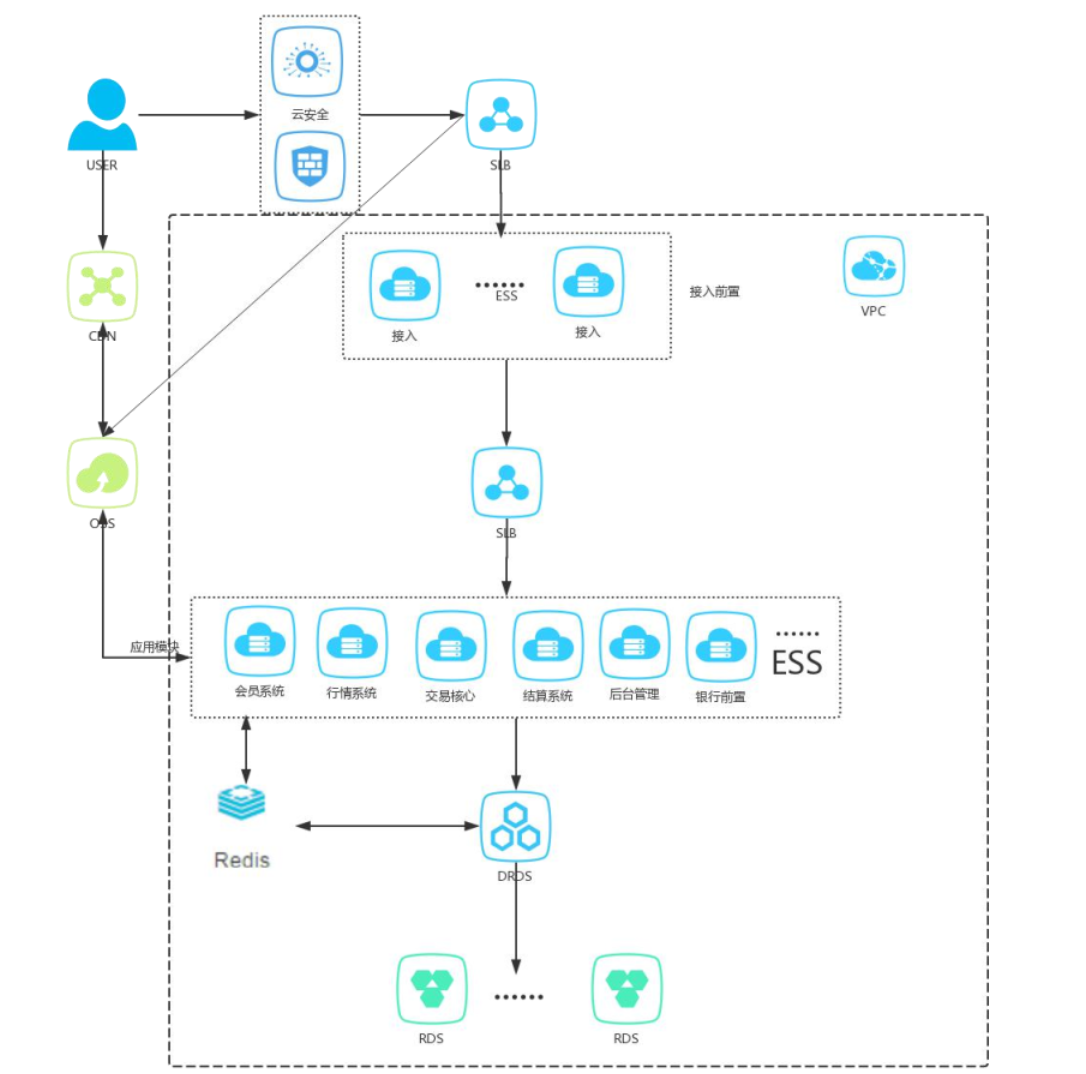 云安全
USER
SLB
VPC
······
ESS
接入前置
接入
接入
CDN
OSS
SLB
应用模块
······
ESS
会员系统
行情系统
交易核心
结算系统
后台管理
银行前置
Redis
DRDS
······
RDS
RDS